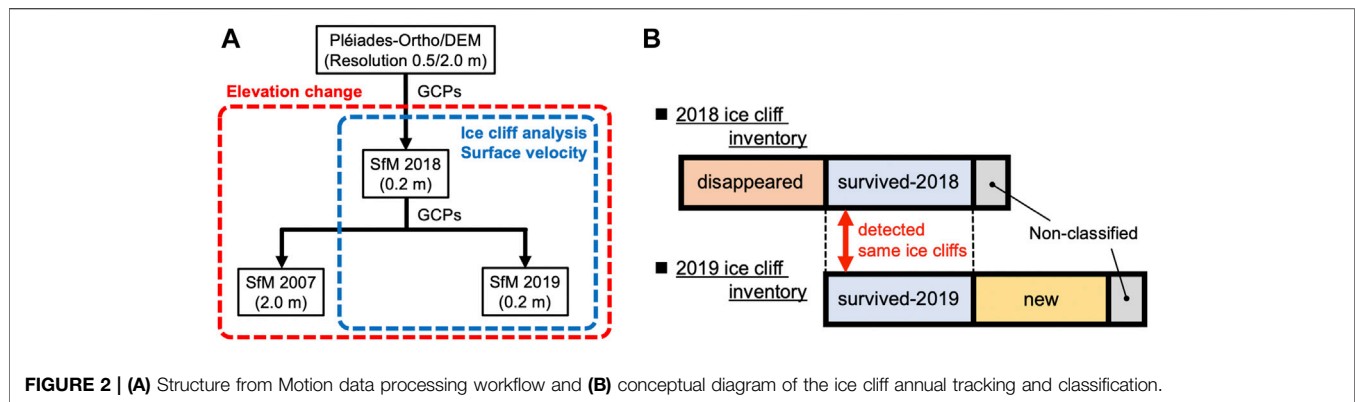 A
Pléiades-Ortho/DEM
(Resolution 0.5/2.0 m)
Elevation change
GCPs
Ice cliff analysis
Surface velocity
SfM 2018
(0.2 m)
GCPs
SfM 2007
(2.0 m)
SfM 2019
(0.2 m)
B
■ 2018 ice cliff
inventory
disappeared
survived-2018
detected
same ice cliffs
Non-classified
■ 2019 ice cliff
inventory
survived-2019
new
FIGURE 2 | (A) Structure from Motion data processing workflow and (B) conceptual diagram of the ice cliff annual tracking and classification.